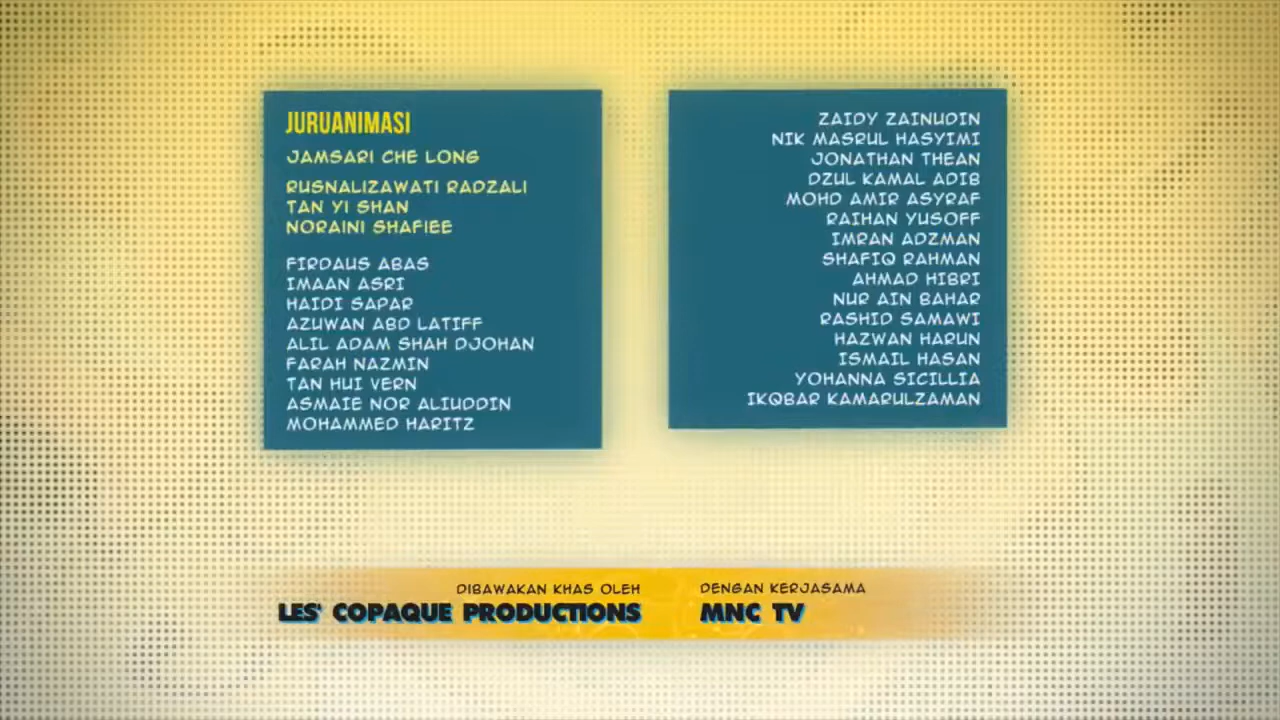 JURUANIMASI
JAMSARI CHE LONG
RUSNALIZAWATI RADZALI
TAN YI SHAN
NORAINI SHAFIEE
FIRDAUS ABAS
IMAAN ASRI
HAIDI SAPAR
AZUWAN ABD LATIFF
ALIL ADAM SHAH DJOHAN
FARAH NAZMIN
TAN HUI VERN
ASMAIE NOR ALIUDDIN
MOHAMMED HARITZ
ZAIDY ZAINUDIN
NIK MASRUL HASYIMI
JONATHAN THEAN
DZUL KAMAL ADIB
MOHD AMIR ASYRAF
RAIHAN YUSOFF
IMRAN ADZMAN
SHAFIQ RAHMAN
AHMAD HIBRI
NUR AIN BAHAR
RASHID SAMAWI
HAZWAN HARUN
ISMAIL HASAN
YOHANNA SICILLIA
IKQBAR KAMARULZAMAN
DIBAWAKAN KHAS OLEH
LES' COPAQUE PRODUCTIONS
DENGAN KERJASAMA
MNC TV